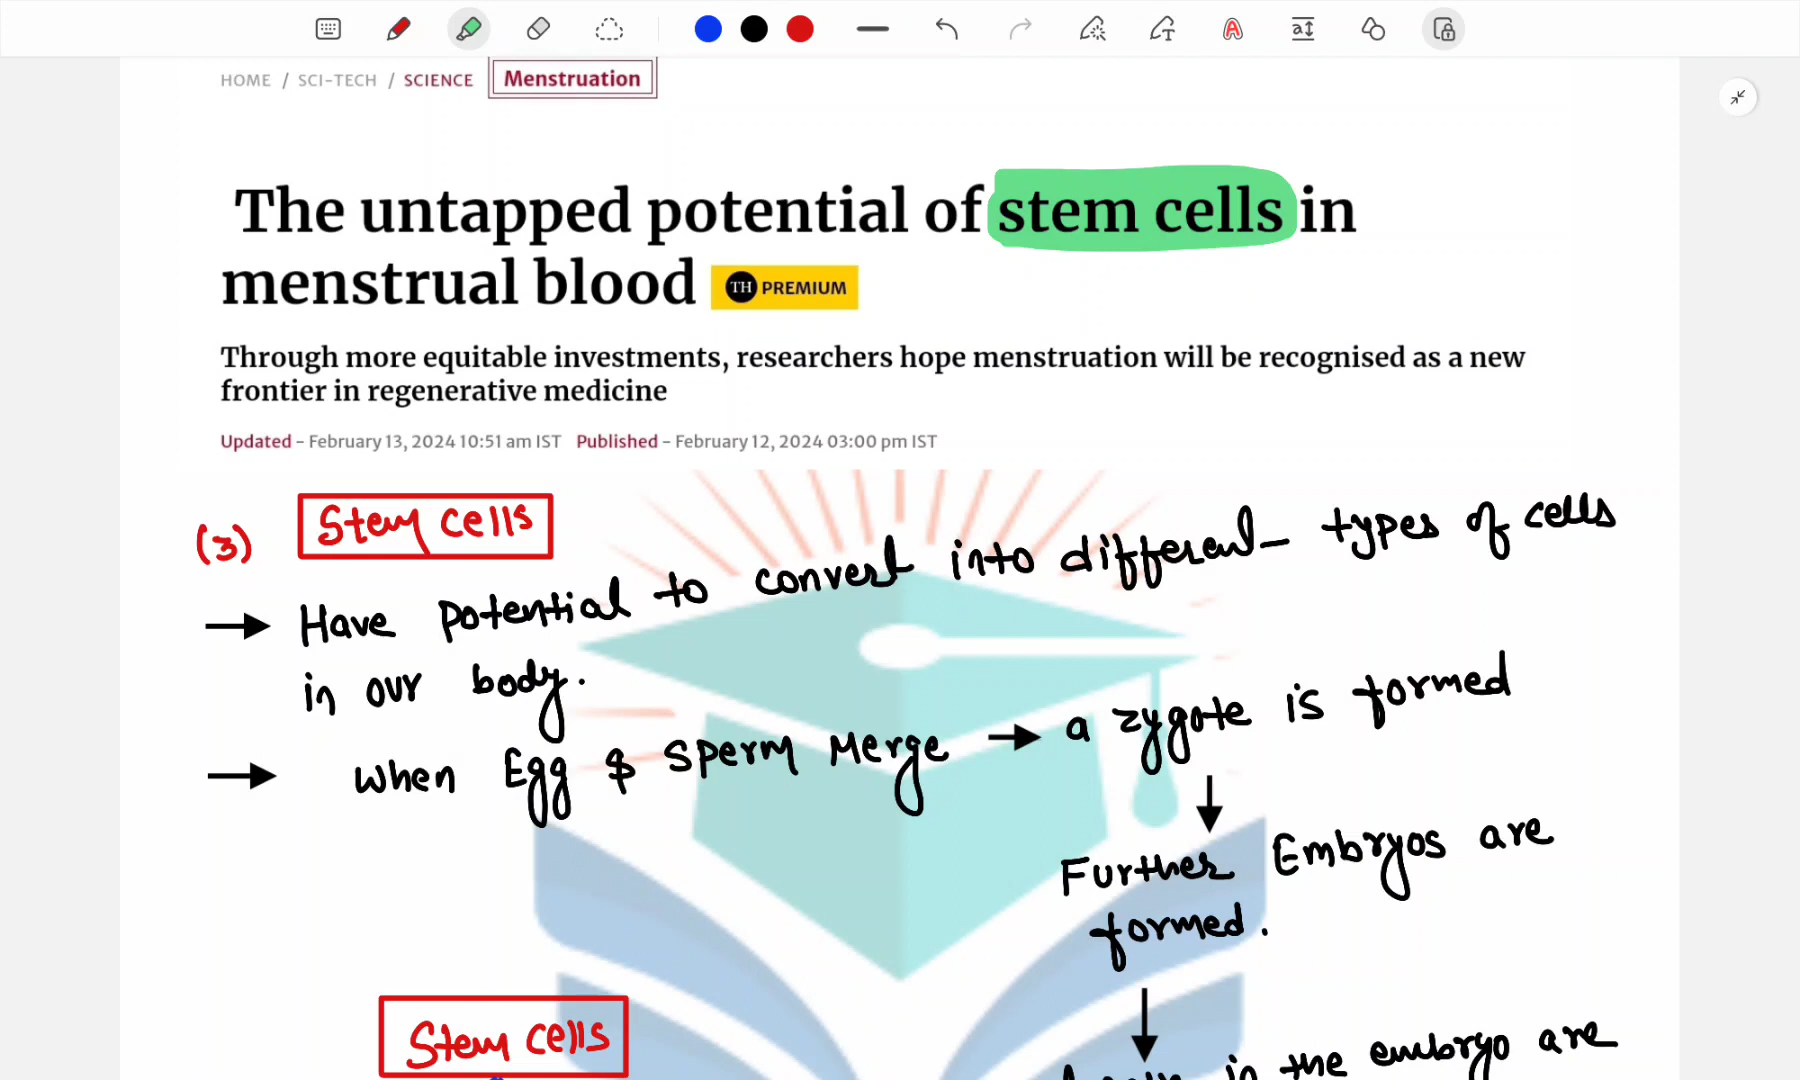 HOME / SCI-TECH / SCIENCE Menstruation
The untapped potential of stem cells in
menstrual blood TH PREMIUM
Through more equitable investments, researchers hope menstruation will be recognised as a new
frontier in regenerative medicine
Updated - February 13, 2024 10:51 am IST Published - February 12, 2024 03:00 pm IST
(3) Stem cells
→ Have potential to convert into different types of cells
in our body.
→ when Egg & Sperm Merge → a zygote is formed
↓
Further Embryos are
formed.
↓
Stem cells
in the embryo are